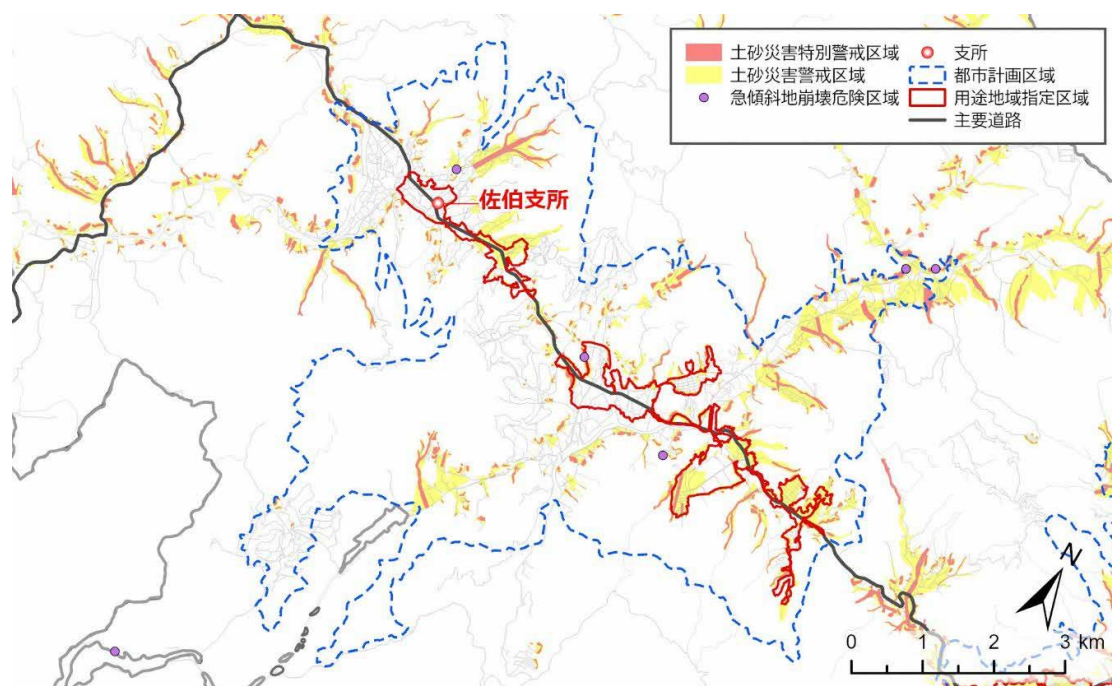 土砂災害特別警戒区域
土砂災害警戒区域
急傾斜地崩壊危険区域
支所
都市計画区域
用途地域指定区域
主要道路
佐伯支所
N
0 1 2 3 km